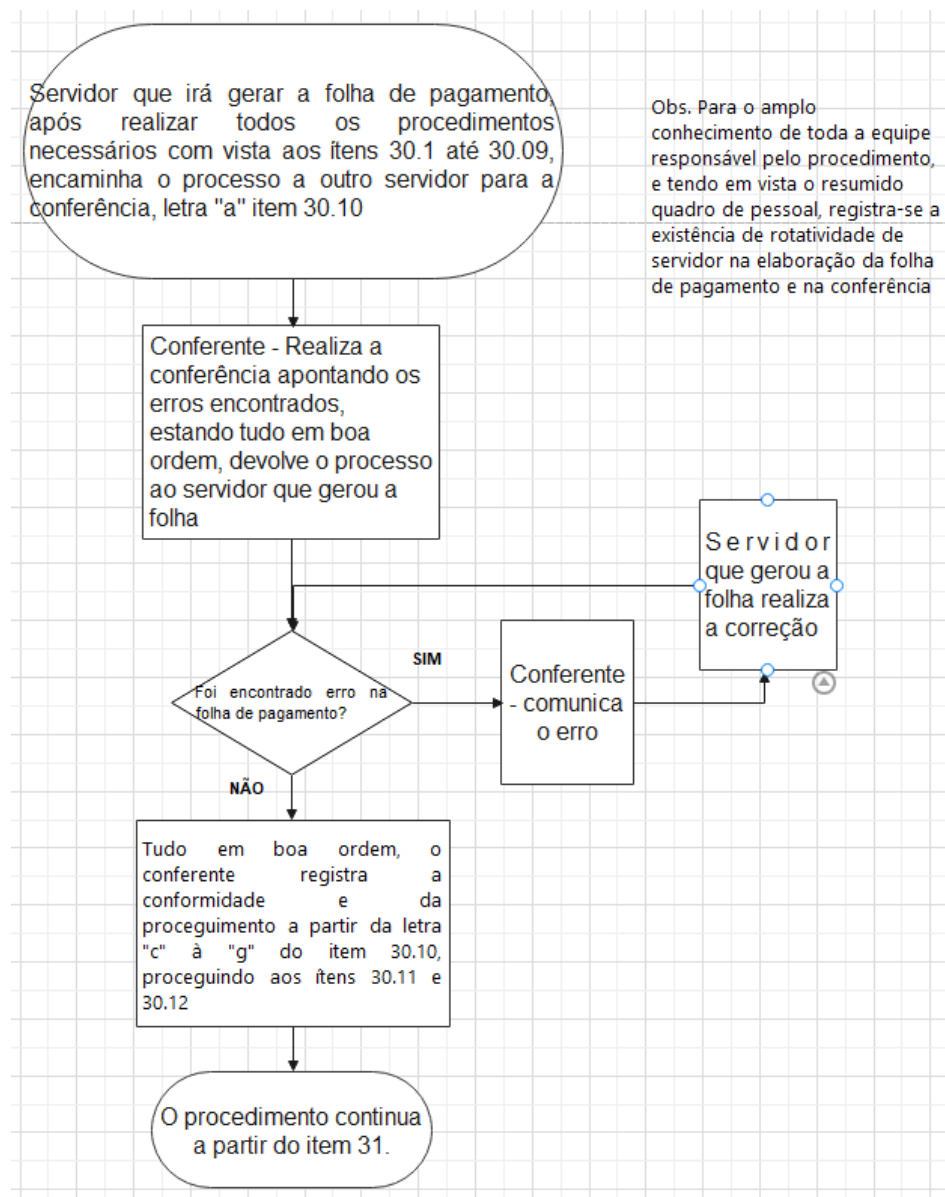 Servidor que irá gerar a folha de pagamento,
após realizar todos os procedimentos
necessários com vista aos ítens 30.1 até 30.09,
encaminha o processo a outro servidor para a
conferência, letra "a" item 30.10
Obs. Para o amplo
conhecimento de toda a equipe
responsável pelo procedimento,
e tendo em vista o resumido
quadro de pessoal, registra-se a
existência de rotatividade de
servidor na elaboração da folha
de pagamento e na conferência
Conferente - Realiza a
conferência apontando os
erros encontrados,
estando tudo em boa
ordem, devolve o processo
ao servidor que gerou a
folha
Servidor
que gerou a
folha realiza
a correção
SIM
Foi encontrado erro na
folha de pagamento?
Conferente
- comunica
o erro
NÃO
Tudo em boa ordem, o
conferente registra a
conformidade e da
proceguimento a partir da letra
"c" à "g" do item 30.10,
proceguindo aos ítens 30.11 e
30.12
O procedimento continua
a partir do item 31.